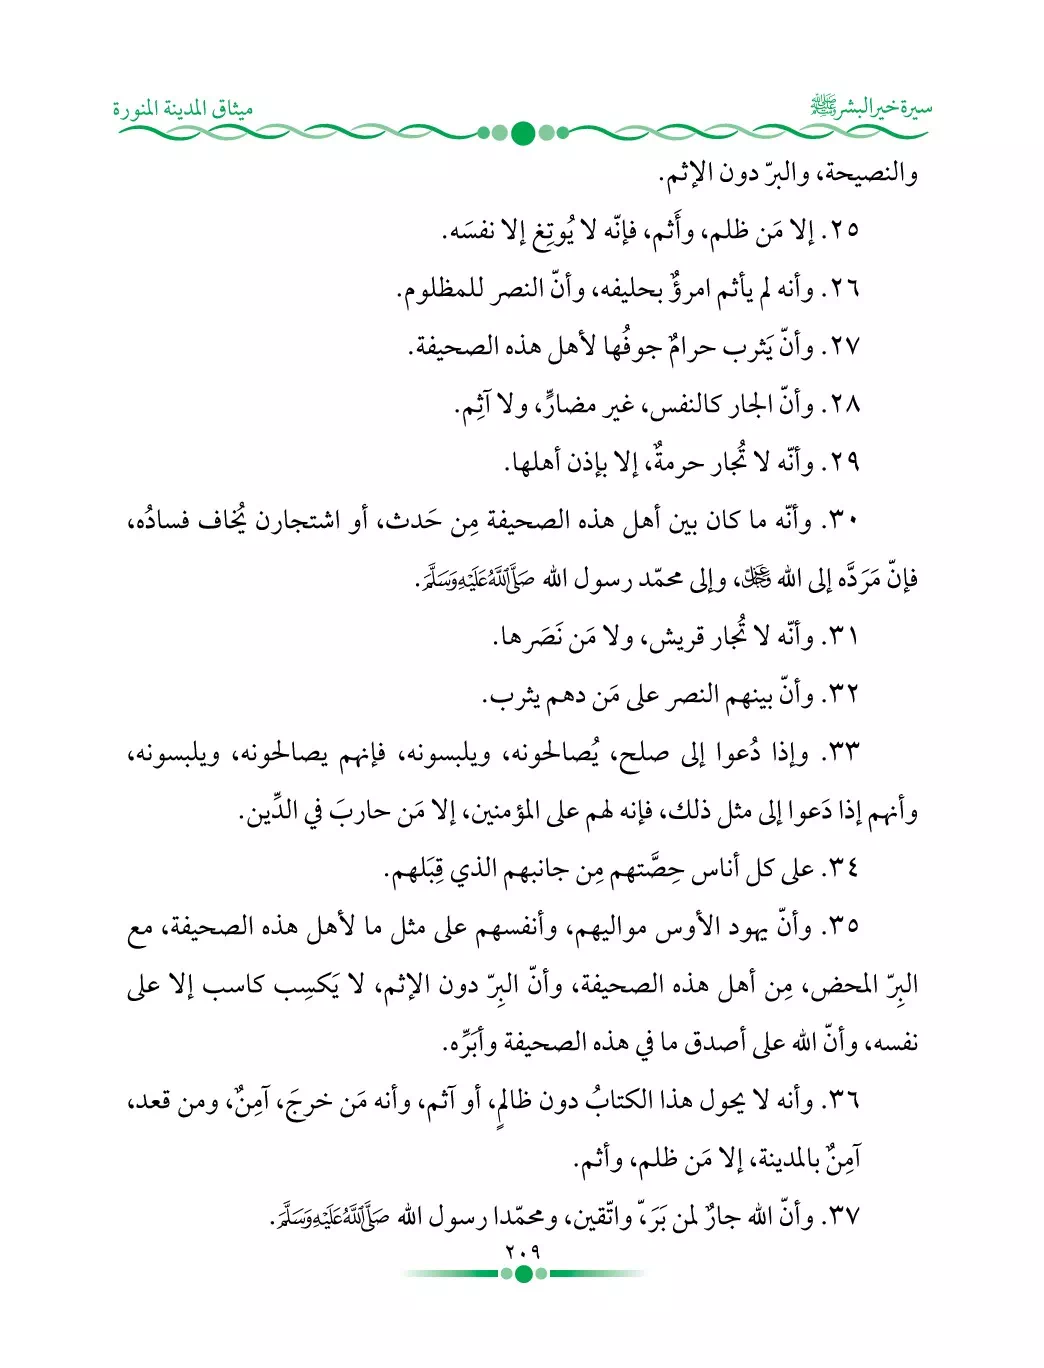 سيرة خير البشر ﷺ
ميثاق المدينة المنورة
والنصيحة، والبرّ دون الإثم.
٢٥. إلا مَن ظلم، وأَثم، فإنّه لا يُوتِغ إلا نفسَه.
٢٦. وأنه لم يأثم امرؤٌ بحليفه، وأنّ النصر للمظلوم.
٢٧. وأنّ يَثرب حرامٌ جوفُها لأهل هذه الصحيفة.
٢٨. وأنّ الجار كالنفس، غير مضارٍّ، ولا آثِم.
٢٩. وأنّه لا تُجار حرمةٌ، إلا بإذن أهلها.
٣٠. وأنّه ما كان بين أهل هذه الصحيفة مِن حَدث، أو اشتجارن يُخاف فسادُه،
فإنّ مَرَدَّه إلى الله ﷻ، وإلى محمّد رسول الله صَلَّى اللَّهُ عَلَيْهِ وَسَلَّمَ.
٣١. وأنّه لا تُجار قريش، ولا مَن نَصَرها.
٣٢. وأنّ بينهم النصر على مَن دهم يثرب.
٣٣. وإذا دُعوا إلى صلح، يُصالحونه، ويلبسونه، فإنهم يصالحونه، ويلبسونه،
وأنهم إذا دَعوا إلى مثل ذلك، فإنه لهم على المؤمنين، إلا مَن حاربَ في الدِّين.
٣٤. على كل أناس حِصَّتهم مِن جانبهم الذي قِبَلهم.
٣٥. وأنّ يهود الأوس مواليهم، وأنفسهم على مثل ما لأهل هذه الصحيفة، مع
البِرّ المحض، مِن أهل هذه الصحيفة، وأنّ البِرّ دون الإثم، لا يَكسِب كاسب إلا على
نفسه، وأنّ الله على أصدق ما في هذه الصحيفة وأبَرِّه.
٣٦. وأنه لا يحول هذا الكتابُ دون ظالمٍ، أو آثم، وأنه مَن خرجَ، آمِنٌ، ومن قعد،
آمِنٌ بالمدينة، إلا مَن ظلم، وأثم.
٣٧. وأنّ الله جارٌ لمن بَرَ،ّ واتّقين، ومحمّدا رسول الله صَلَّى اللَّهُ عَلَيْهِ وَسَلَّمَ.
٢٠٩